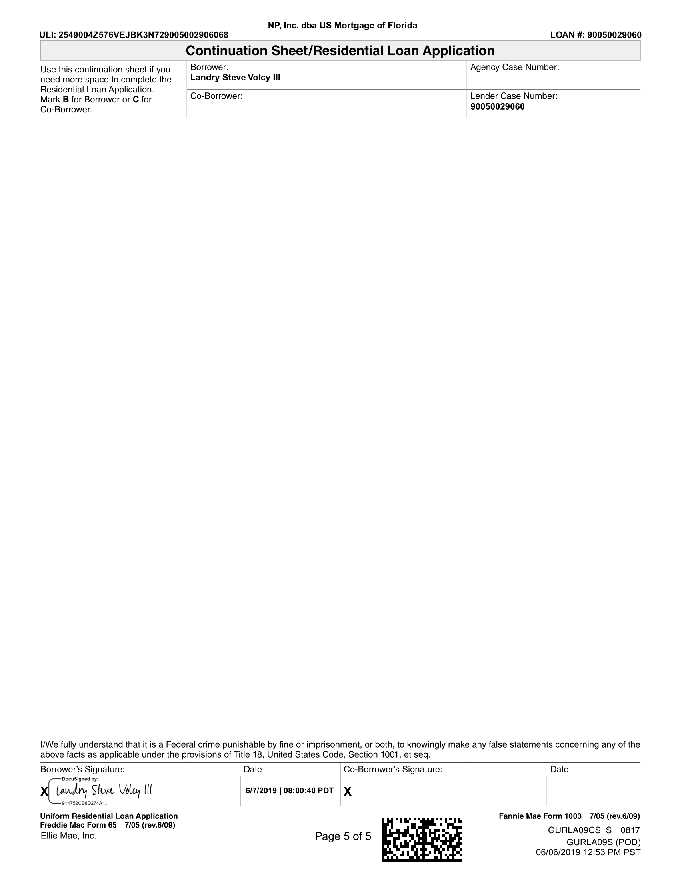 NP, Inc. dba US Mortgage of Florida
ULI: 2549004Z576VEJBK3N729005002906068 LOAN #: 90050029060
Continuation Sheet/Residential Loan Application
Use this continuation sheet if you
need more space to complete the
Residential Loan Application.
Mark B for Borrower or C for
Co-Borrower.
Borrower:
Landry Steve Volcy III
Agency Case Number:
Co-Borrower:
Lender Case Number:
90050029060
I/We fully understand that it is a Federal crime punishable by fine or imprisonment, or both, to knowingly make any false statements concerning any of the
above facts as applicable under the provisions of Title 18, United States Code, Section 1001, et seq.
Borrower's Signature: Date Co-Borrower's Signature: Date
DocuSigned by:
X Landry Steve Volcy III 6/7/2019 | 08:00:40 PDT X
Uniform Residential Loan Application
Freddie Mac Form 65 7/05 (rev.6/09)
Ellie Mae, Inc.
Page 5 of 5
Fannie Mae Form 1003 7/05 (rev.6/09)
GURLA09CS_S 0817
GURLA09S (POD)
06/06/2019 12:53 PM PST